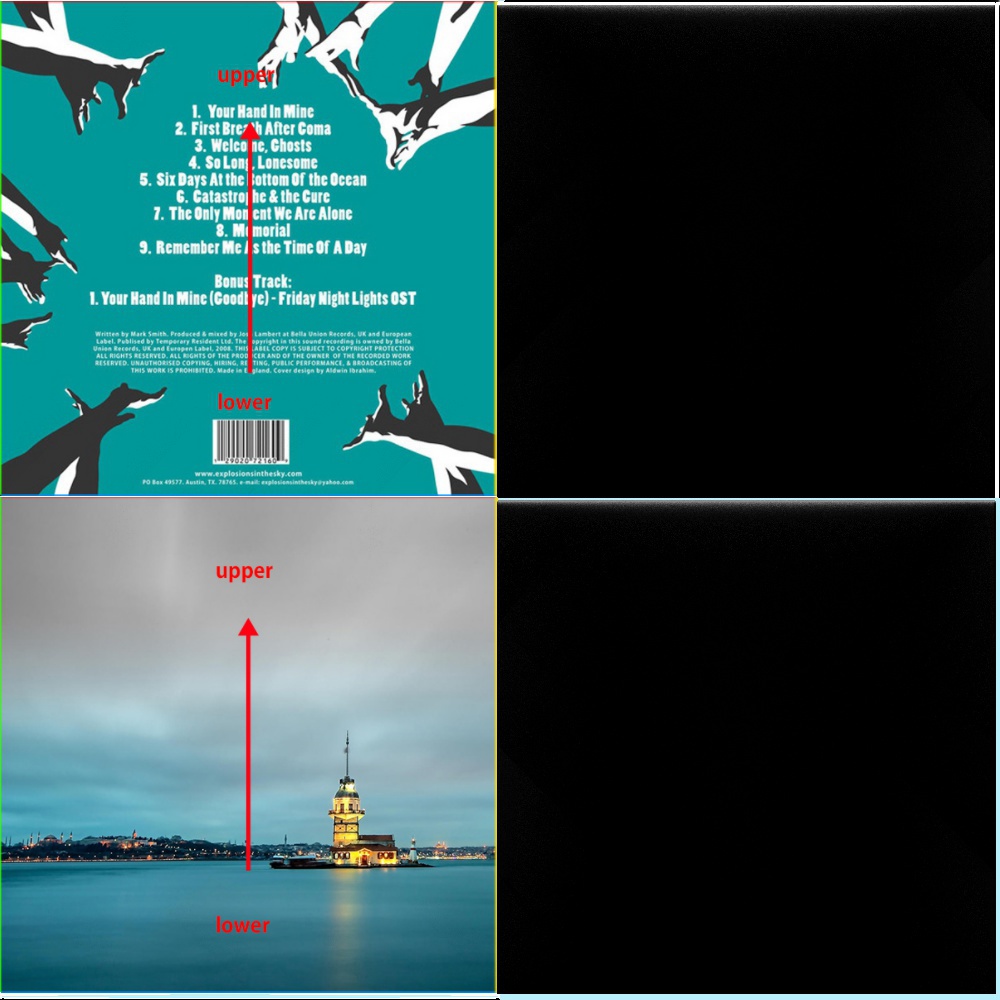 upper
1. Your Hand In Mine
2. First Breath After Coma
3. Welcome, Ghosts
4. So Long, Lonesome
5. Six Days At the Bottom Of the Ocean
6. Catastrophe & the Cure
7. The Only Moment We Are Alone
8. Memorial
9. Remember Me As the Time Of A Day
Bonus Track:
1. Your Hand In Mine (Goodbye) - Friday Night Lights OST
Written by Mark Smith. Produced & mixed by John Lambert at Bella Union Records, UK and European
Label. Publised by Temporary Resident Ltd. The copyright in this sound recording is owned by Bella
Union Records, UK and Europen Label, 2008. THIS LABEL COPY IS SUBJECT TO COPYRIGHT PROTECTION
ALL RIGHTS RESERVED. ALL RIGHTS OF THE PRODUCER AND OF THE OWNER OF THE RECORDED WORK
RESERVED. UNAUTHORISED COPYING, HIRING, RENTING, PUBLIC PERFORMANCE, & BROADCASTING OF
THIS WORK IS PROHIBITED. Made in England. Cover design by Aldwin Ibrahim.
lower
29020 72160
www.explosionsinthesky.com
PO Box 49577. Austin, TX. 78765. e-mail: explosionsinthesky@yahoo.com
upper
lower